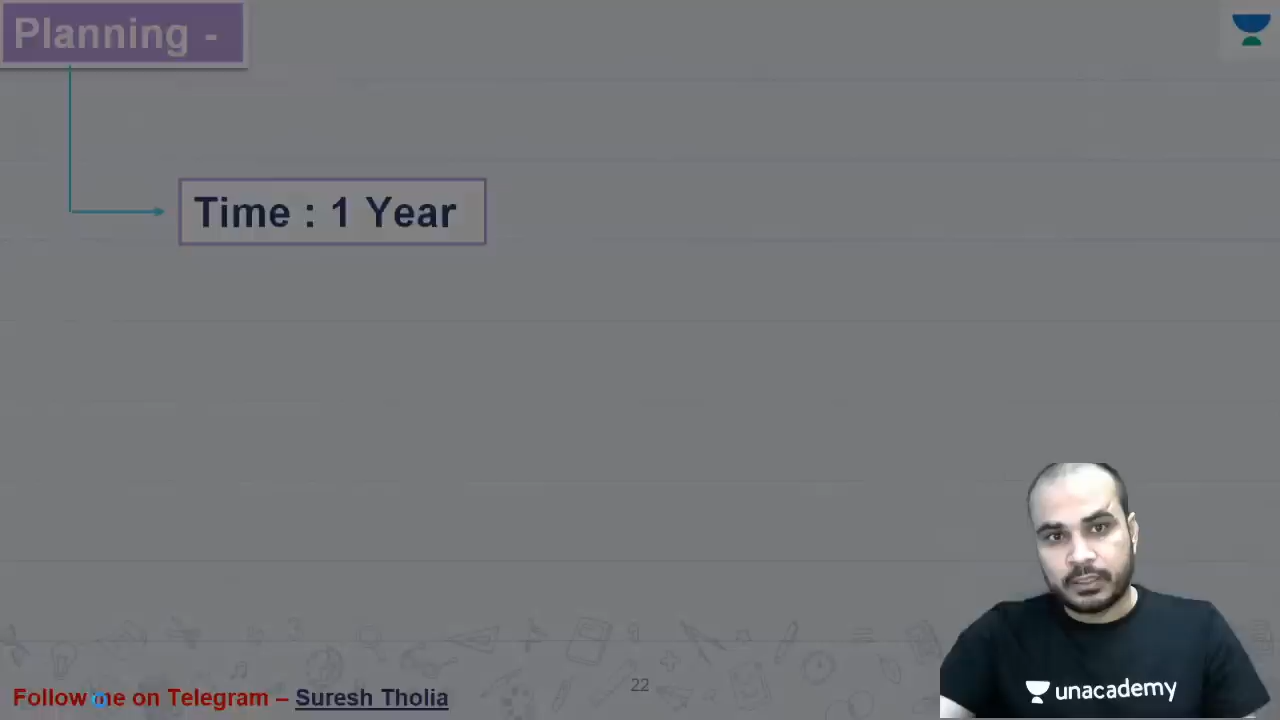 Planning -
Time : 1 Year
22
Follow me on Telegram – Suresh Tholia
unacademy